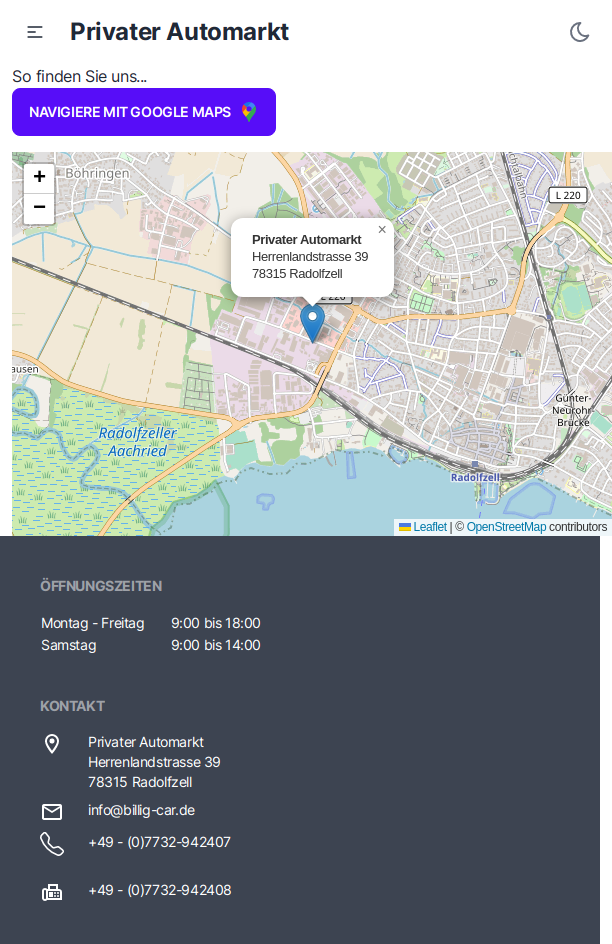 Privater Automarkt
So finden Sie uns...
NAVIGIERE MIT GOOGLE MAPS
+
−
Böhringen
L 220
Privater Automarkt
Herrenlandstrasse 39
78315 Radolfzell
×
L 220
ausen
Radolfzeller
Aachried
Günter-
Neurohr-
Brücke
Radolfzell
Leaflet | © OpenStreetMap contributors
ÖFFNUNGSZEITEN
Montag - Freitag 9:00 bis 18:00
Samstag 9:00 bis 14:00
KONTAKT
Privater Automarkt
Herrenlandstrasse 39
78315 Radolfzell
info@billig-car.de
+49 - (0)7732-942407
+49 - (0)7732-942408